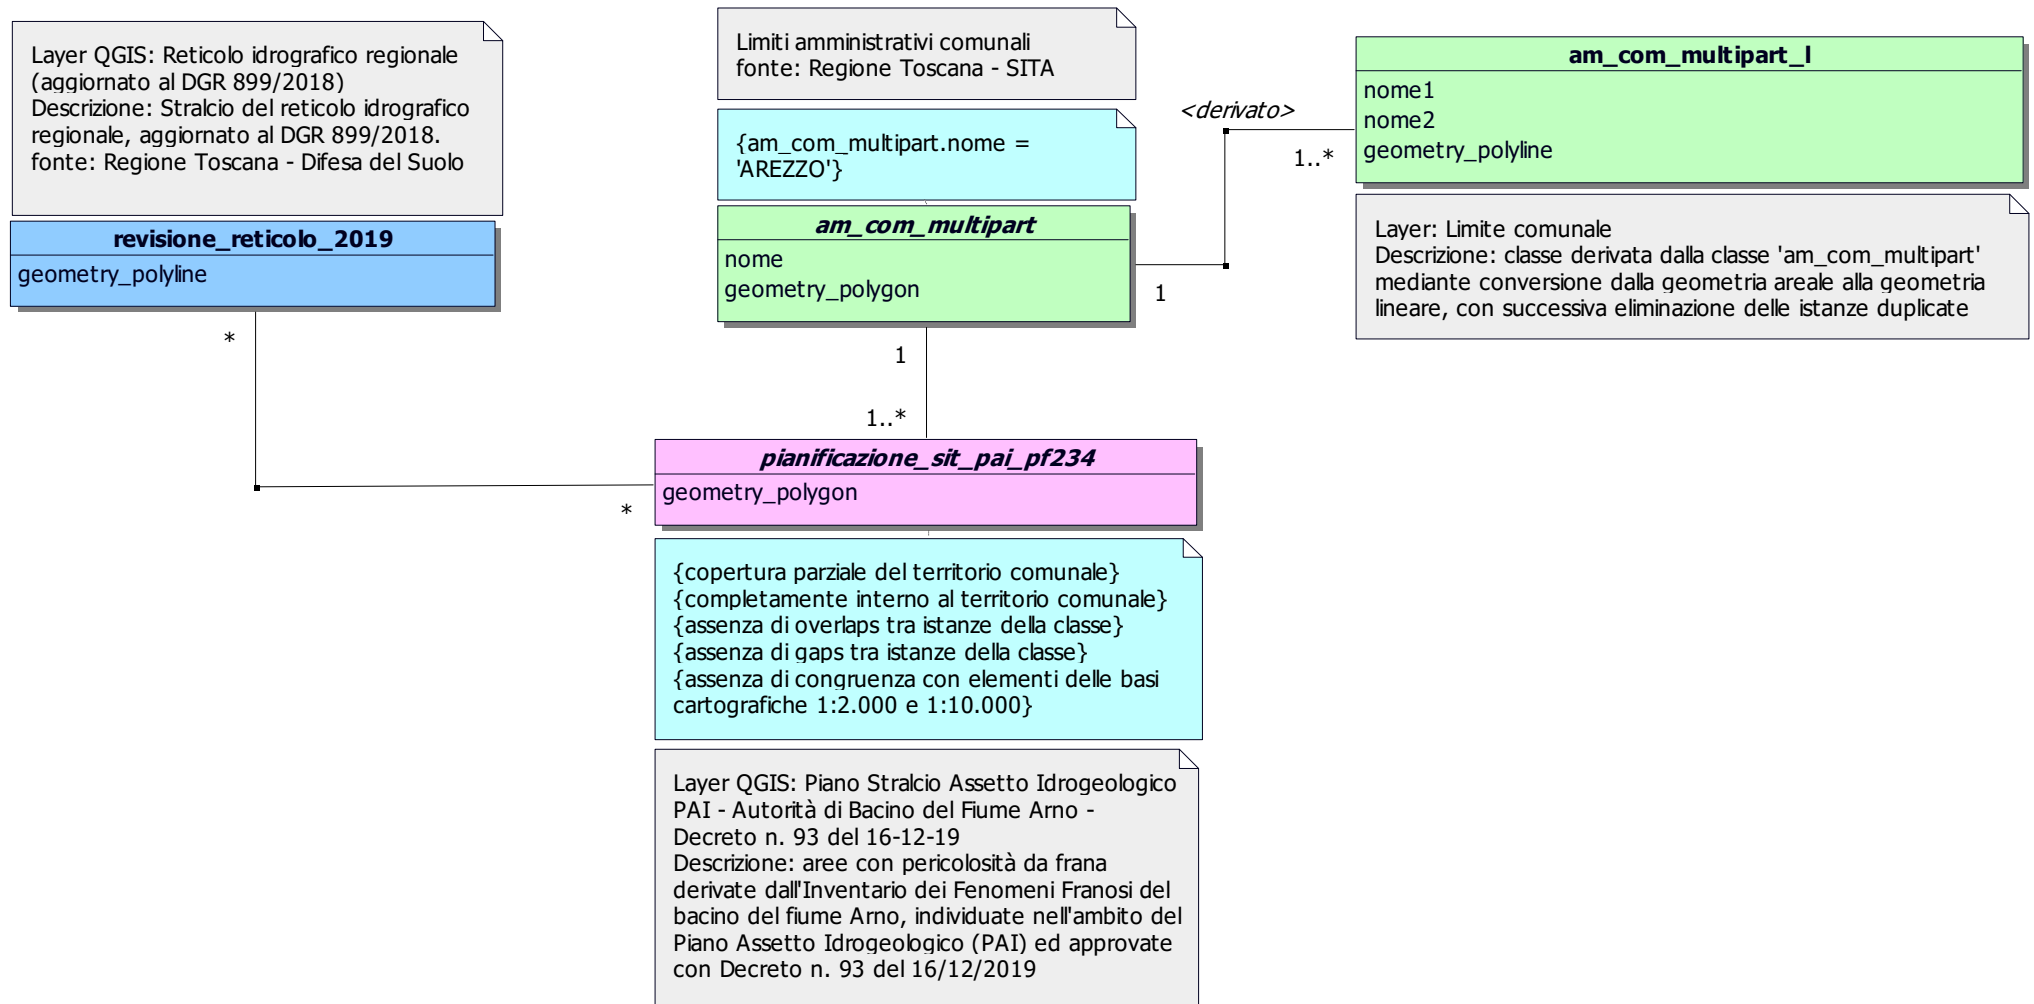 Layer QGIS: Reticolo idrografico regionale
(aggiornato al DGR 899/2018)
Descrizione: Stralcio del reticolo idrografico
regionale, aggiornato al DGR 899/2018.
fonte: Regione Toscana - Difesa del Suolo
revisione_reticolo_2019
geometry_polyline
*
Limiti amministrativi comunali
fonte: Regione Toscana - SITA
{am_com_multipart.nome =
'AREZZO'}
am_com_multipart
nome
geometry_polygon
1
<derivato>
1..*
am_com_multipart_l
nome1
nome2
geometry_polyline
Layer: Limite comunale
Descrizione: classe derivata dalla classe 'am_com_multipart'
mediante conversione dalla geometria areale alla geometria
lineare, con successiva eliminazione delle istanze duplicate
1
1..*
*
pianificazione_sit_pai_pf234
geometry_polygon
{copertura parziale del territorio comunale}
{completamente interno al territorio comunale}
{assenza di overlaps tra istanze della classe}
{assenza di gaps tra istanze della classe}
{assenza di congruenza con elementi delle basi
cartografiche 1:2.000 e 1:10.000}
Layer QGIS: Piano Stralcio Assetto Idrogeologico
PAI - Autorità di Bacino del Fiume Arno -
Decreto n. 93 del 16-12-19
Descrizione: aree con pericolosità da frana
derivate dall'Inventario dei Fenomeni Franosi del
bacino del fiume Arno, individuate nell'ambito del
Piano Assetto Idrogeologico (PAI) ed approvate
con Decreto n. 93 del 16/12/2019